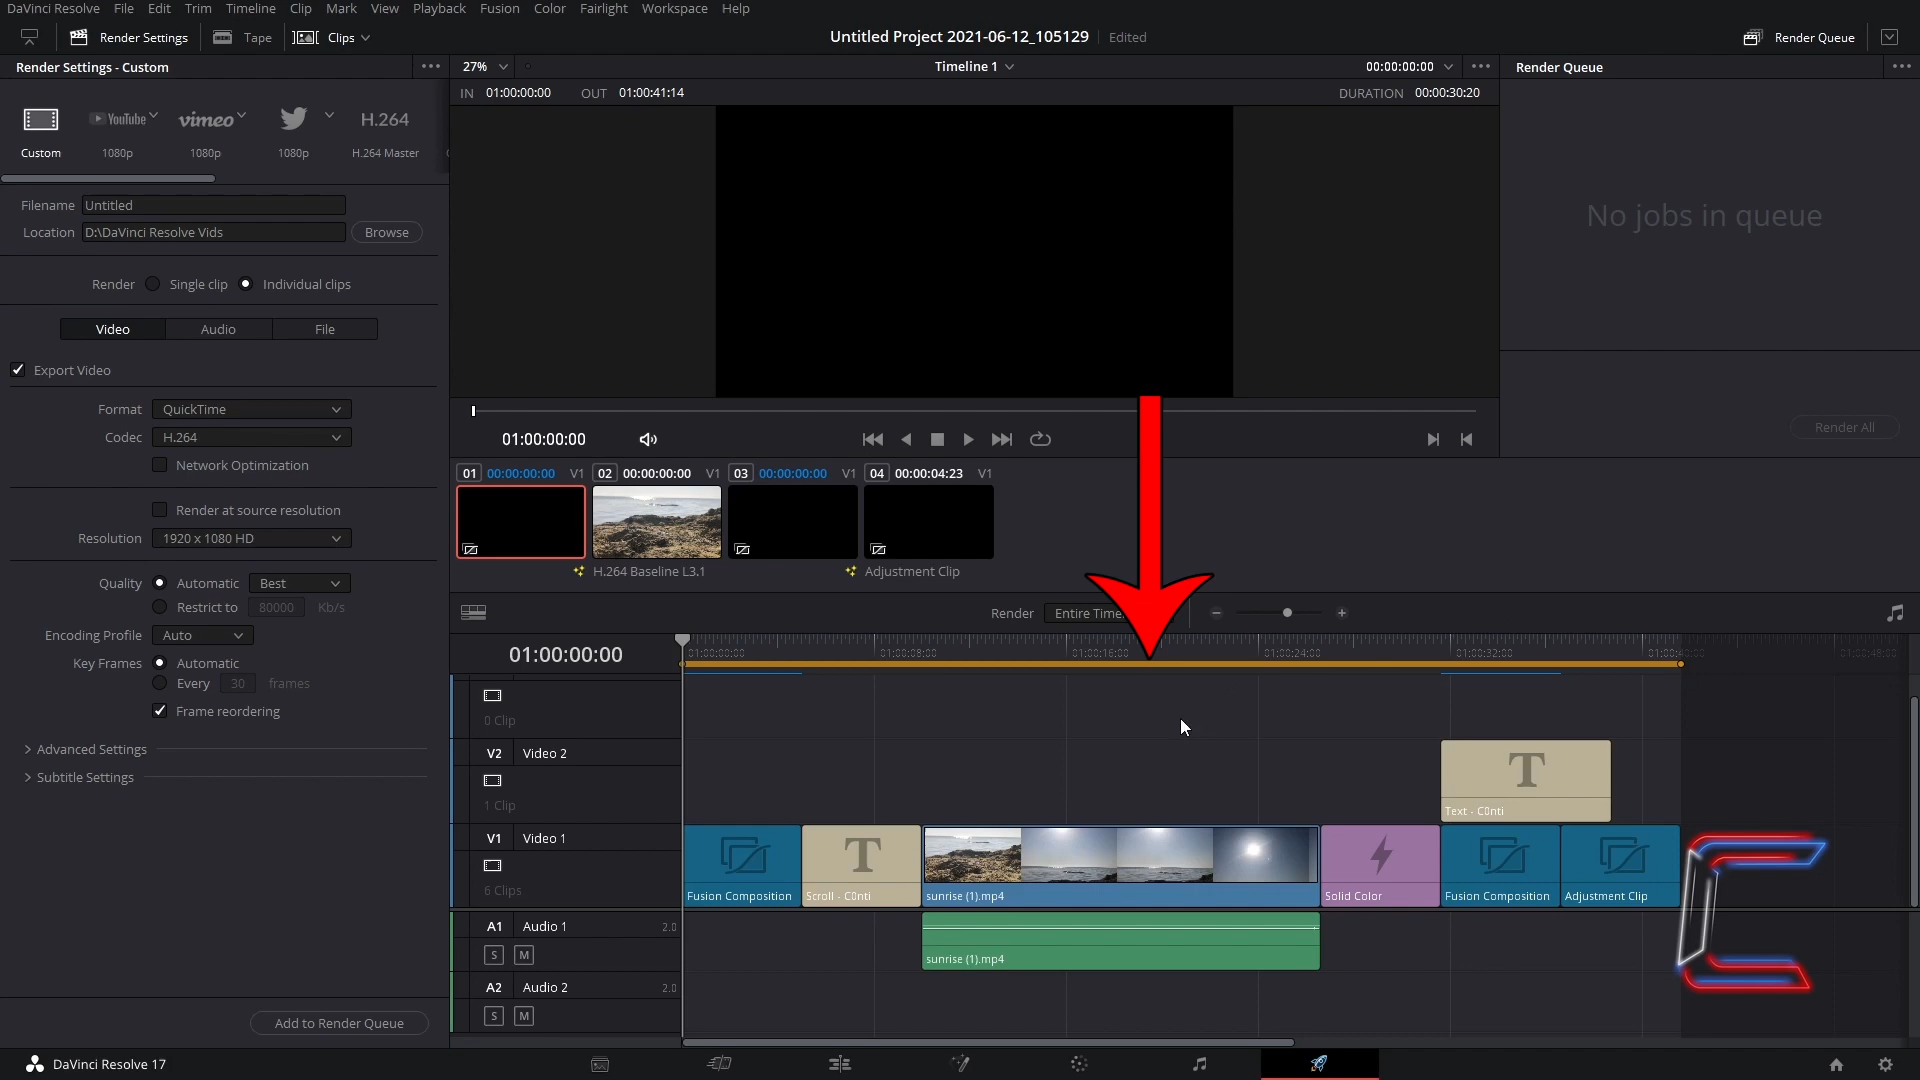 DaVinci Resolve File Edit Trim Timeline Clip Mark View Playback Fusion Color Fairlight Workspace Help
Render Settings Tape Clips Untitled Project 2021-06-12_105129 Edited Render Queue
Render Settings - Custom 27% Timeline 1 00:00:00:00 Render Queue
IN 01:00:00:00 OUT 01:00:41:14 DURATION 00:00:30:20
YouTube vimeo H.264
Custom 1080p 1080p 1080p H.264 Master
Filename Untitled
Location D:\DaVinci Resolve Vids Browse
No jobs in queue
Render Single clip Individual clips
Video Audio File
Export Video
Format QuickTime
Codec H.264
Network Optimization
Render at source resolution
Resolution 1920 x 1080 HD
Quality Automatic Best
Restrict to 80000 Kb/s
Encoding Profile Auto
Key Frames Automatic
Every 30 frames
Frame reordering
Advanced Settings
Subtitle Settings
Add to Render Queue
01:00:00:00
Render All
01 00:00:00:00 V1 02 00:00:00:00 V1 03 00:00:00:00 V1 04 00:00:04:23 V1
H.264 Baseline L3.1 Adjustment Clip
Render Entire Time
01:00:00:00 01:00:00:00 01:00:08:00 01:00:16:00 01:00:24:00 01:00:32:00 01:00:48:00
0 Clip
V2 Video 2
1 Clip
T
Text - C0nti
V1 Video 1
6 Clips
T
Fusion Composition Scroll - C0nti sunrise (1).mp4 Solid Color Fusion Composition Adjustment Clip
A1 Audio 1 2.0
S M
sunrise (1).mp4
A2 Audio 2 2.0
S M
DaVinci Resolve 17